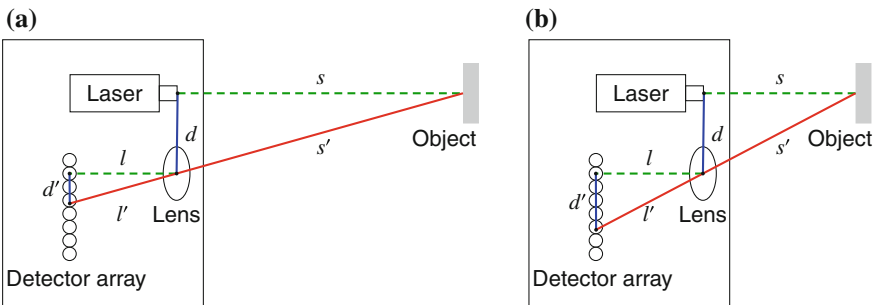 (a)
Laser
s
Object
d
s′
l
d′
l′
Lens
Detector array
(b)
Laser
s
Object
d
s′
l
d′
l′
Lens
Detector array